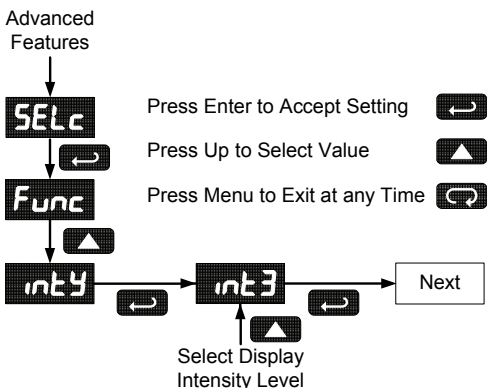 Advanced
Features
SELc
Press Enter to Accept Setting
Press Up to Select Value
Func
Press Menu to Exit at any Time
intY
int3
Next
Select Display
Intensity Level